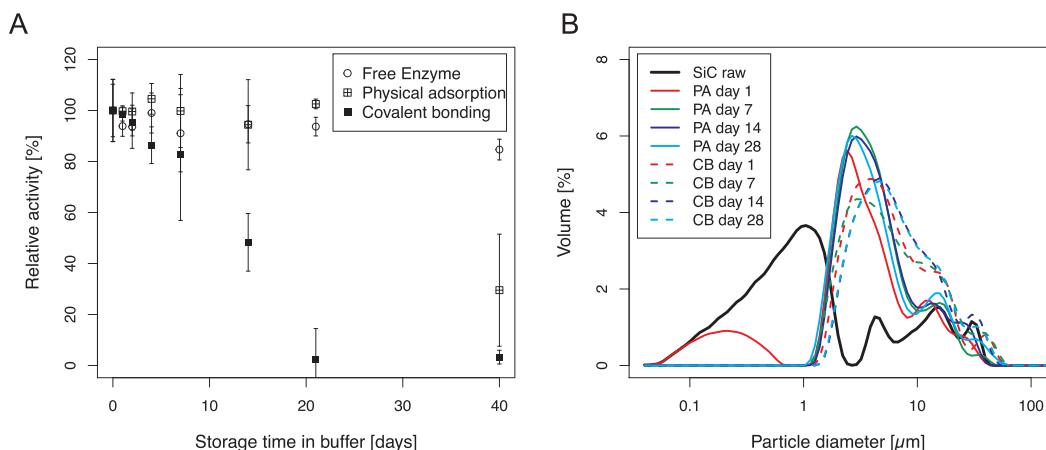 A
120
100
80
60
40
20
0
Relative activity [%]
Free Enzyme
Physical adsorption
Covalent bonding
0
10
20
30
40
Storage time in buffer [days]
B
8
6
4
2
0
Volume [%]
SiC raw
PA day 1
PA day 7
PA day 14
PA day 28
CB day 1
CB day 7
CB day 14
CB day 28
0.1
1
10
100
Particle diameter [µm]